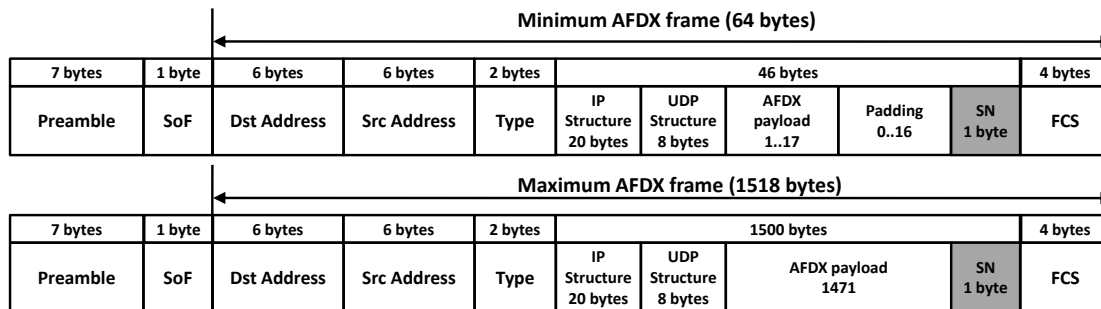 Minimum AFDX frame (64 bytes)
7 bytes 1 byte 6 bytes 6 bytes 2 bytes 46 bytes 4 bytes
Preamble SoF Dst Address Src Address Type IP Structure 20 bytes UDP Structure 8 bytes AFDX payload 1..17 Padding 0..16 SN 1 byte FCS
Maximum AFDX frame (1518 bytes)
7 bytes 1 byte 6 bytes 6 bytes 2 bytes 1500 bytes 4 bytes
Preamble SoF Dst Address Src Address Type IP Structure 20 bytes UDP Structure 8 bytes AFDX payload 1471 SN 1 byte FCS